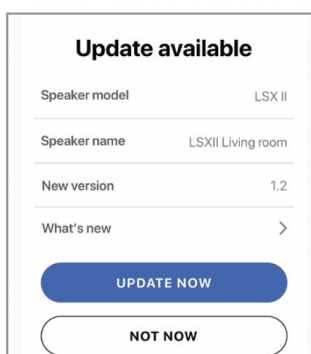 Update available
Speaker model LSX II
Speaker name LSXII Living room
New version 1.2
What's new
UPDATE NOW
NOT NOW